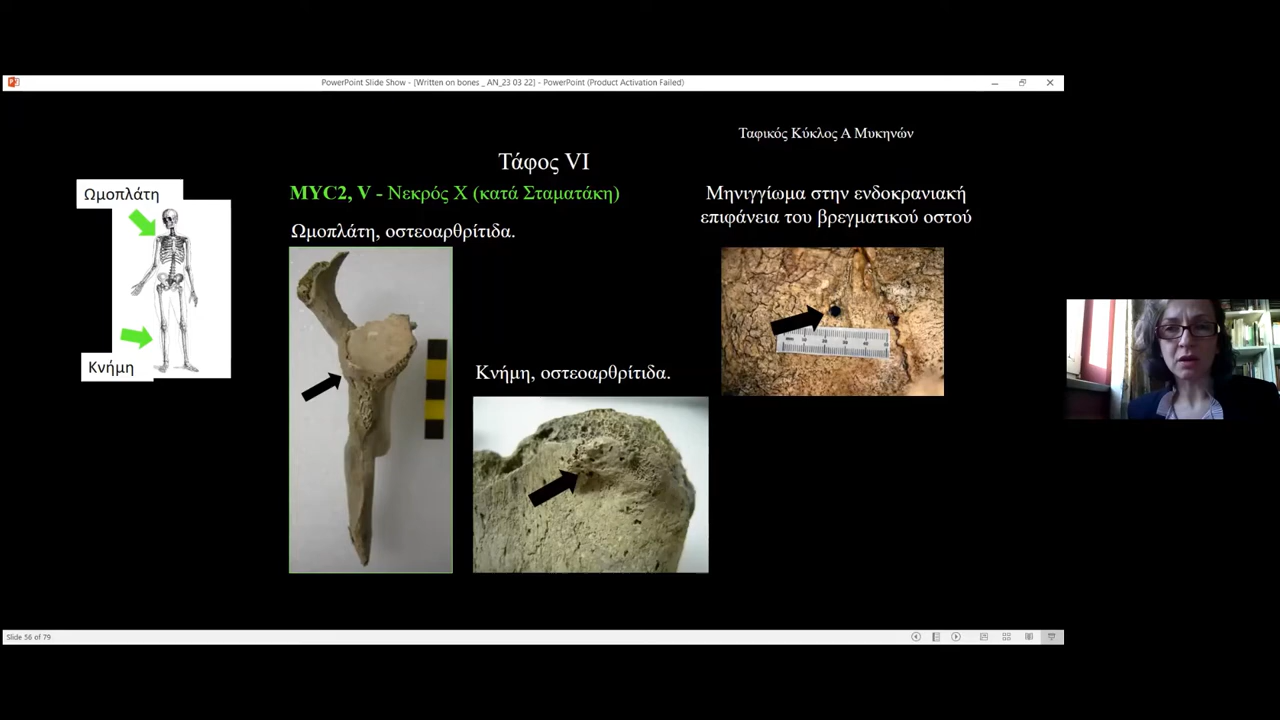 PowerPoint Slide Show - [Written on bones _ AN_23 03 22] - PowerPoint (Product Activation Failed)
Ταφικός Κύκλος Α Μυκηνών
Τάφος VI
Ωμοπλάτη
Κνήμη
MYC2, V - Νεκρός Χ (κατά Σταματάκη)
Ωμοπλάτη, οστεοαρθρίτιδα.
Κνήμη, οστεοαρθρίτιδα.
Μηνιγγίωμα στην ενδοκρανιακή
επιφάνεια του βρεγματικού οστού
Slide 56 of 79